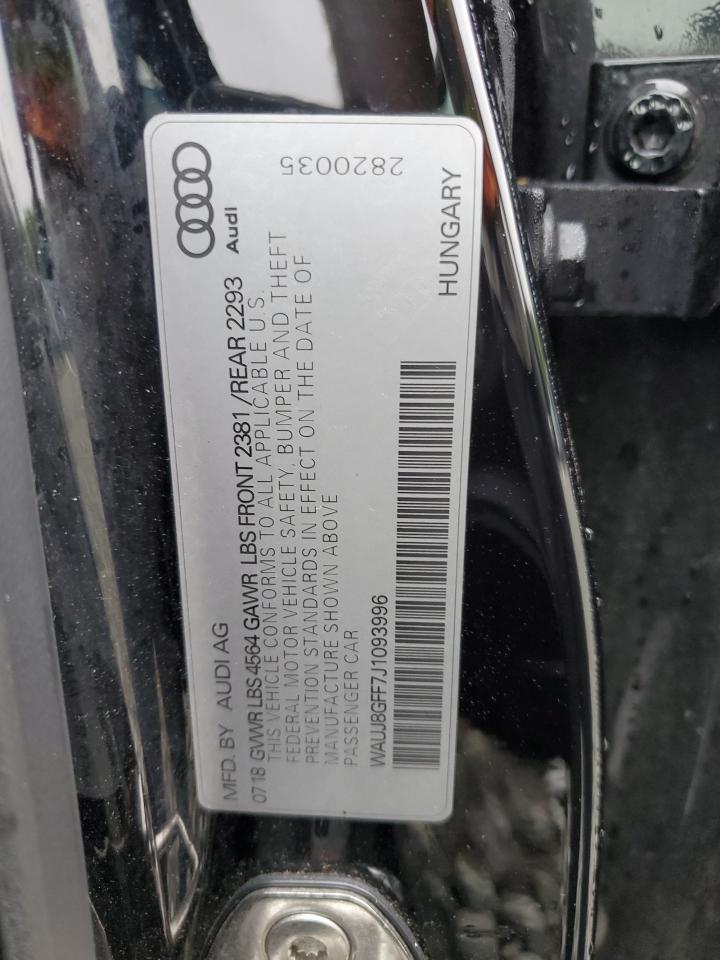 MFD. BY AUDI AG
Audi
07 18 GVWR LBS 4564 GAWR LBS FRONT 2381 / REAR 2293
THIS VEHICLE CONFORMS TO ALL APPLICABLE U.S.
FEDERAL MOTOR VEHICLE SAFETY, BUMPER AND THEFT
PREVENTION STANDARDS IN EFFECT ON THE DATE OF
MANUFACTURE SHOWN ABOVE
PASSENGER CAR
2820035
WAUJ8GFF7J1093996
HUNGARY